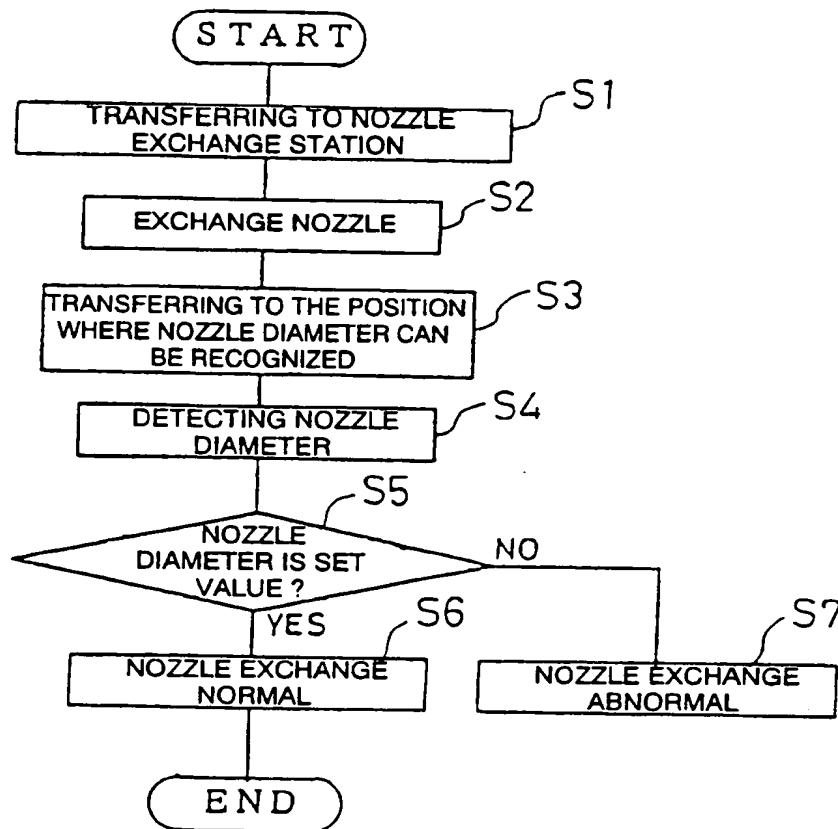 START
S1
TRANSFERRING TO NOZZLE
EXCHANGE STATION
S2
EXCHANGE NOZZLE
S3
TRANSFERRING TO THE POSITION
WHERE NOZZLE DIAMETER CAN
BE RECOGNIZED
S4
DETECTING NOZZLE
DIAMETER
S5
NOZZLE
DIAMETER IS SET
VALUE ?
NO
YES
S6
NOZZLE EXCHANGE
NORMAL
S7
NOZZLE EXCHANGE
ABNORMAL
END